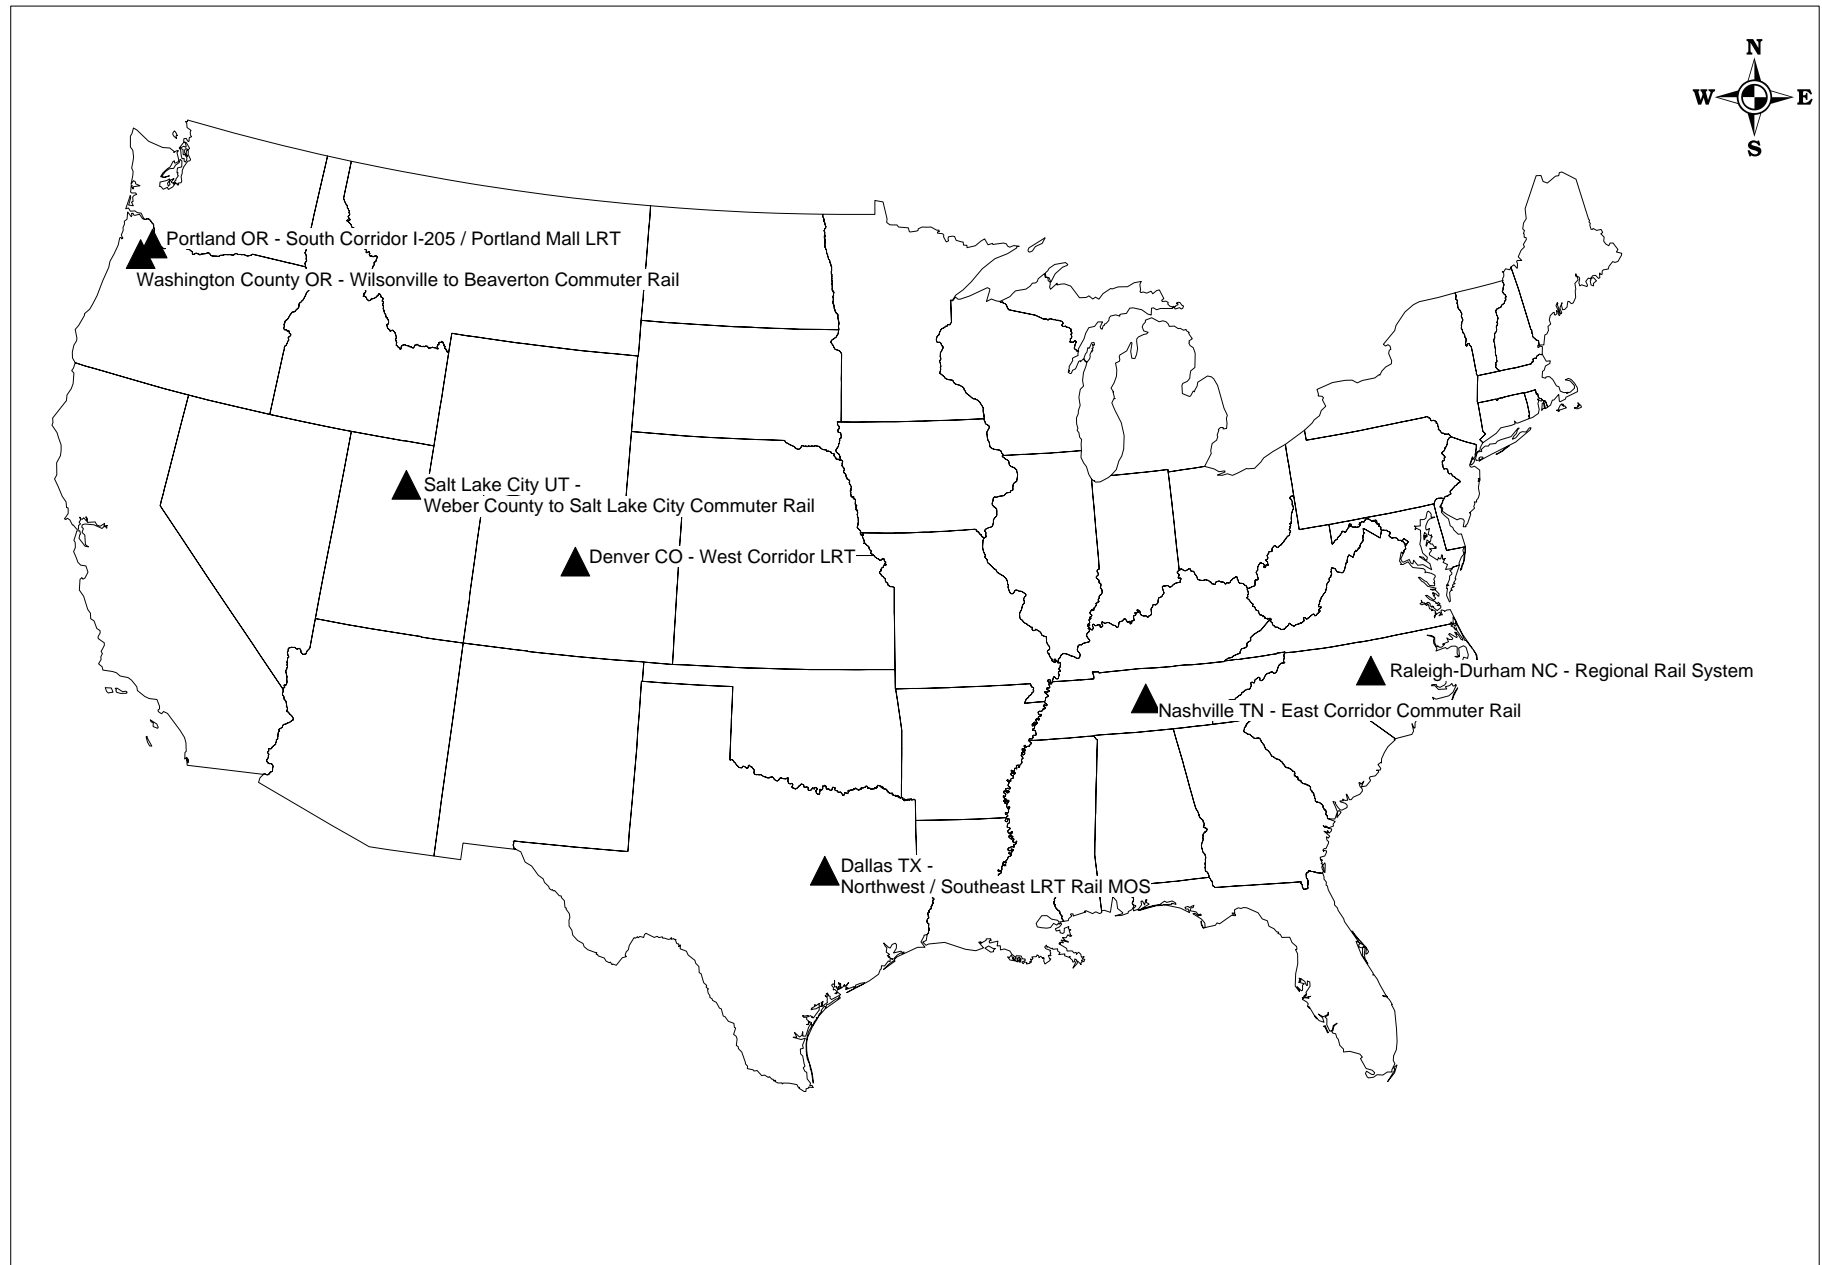 N
W E
S
Portland OR - South Corridor I-205 / Portland Mall LRT
Washington County OR - Wilsonville to Beaverton Commuter Rail
Salt Lake City UT -
Weber County to Salt Lake City Commuter Rail
Denver CO - West Corridor LRT
Raleigh-Durham NC - Regional Rail System
Nashville TN - East Corridor Commuter Rail
Dallas TX -
Northwest / Southeast LRT Rail MOS